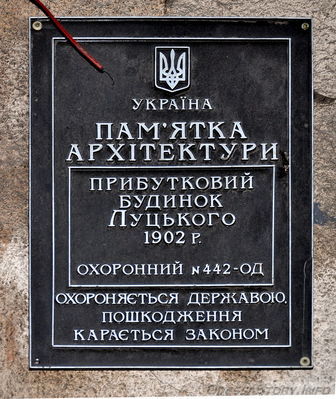 УКРАЇНА
ПАМ'ЯТКА
АРХІТЕКТУРИ
ПРИБУТКОВИЙ
БУДИНОК
ЛУЦЬКОГО
1902 Р.
ОХОРОННИЙ №442-ОД
ОХОРОНЯЄТЬСЯ ДЕРЖАВОЮ,
ПОШКОДЖЕННЯ
КАРАЄТЬСЯ ЗАКОНОМ